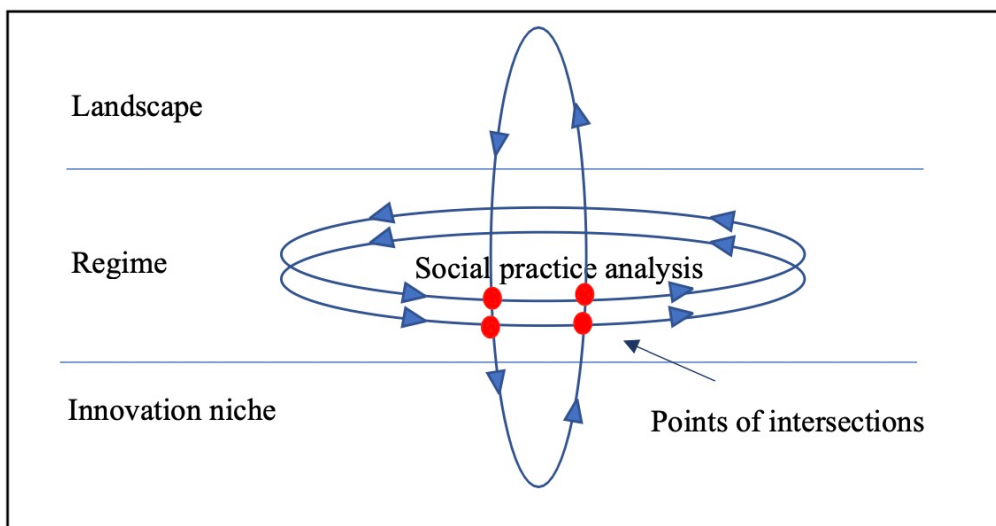 Landscape
Regime
Social practice analysis
Innovation niche
Points of intersections